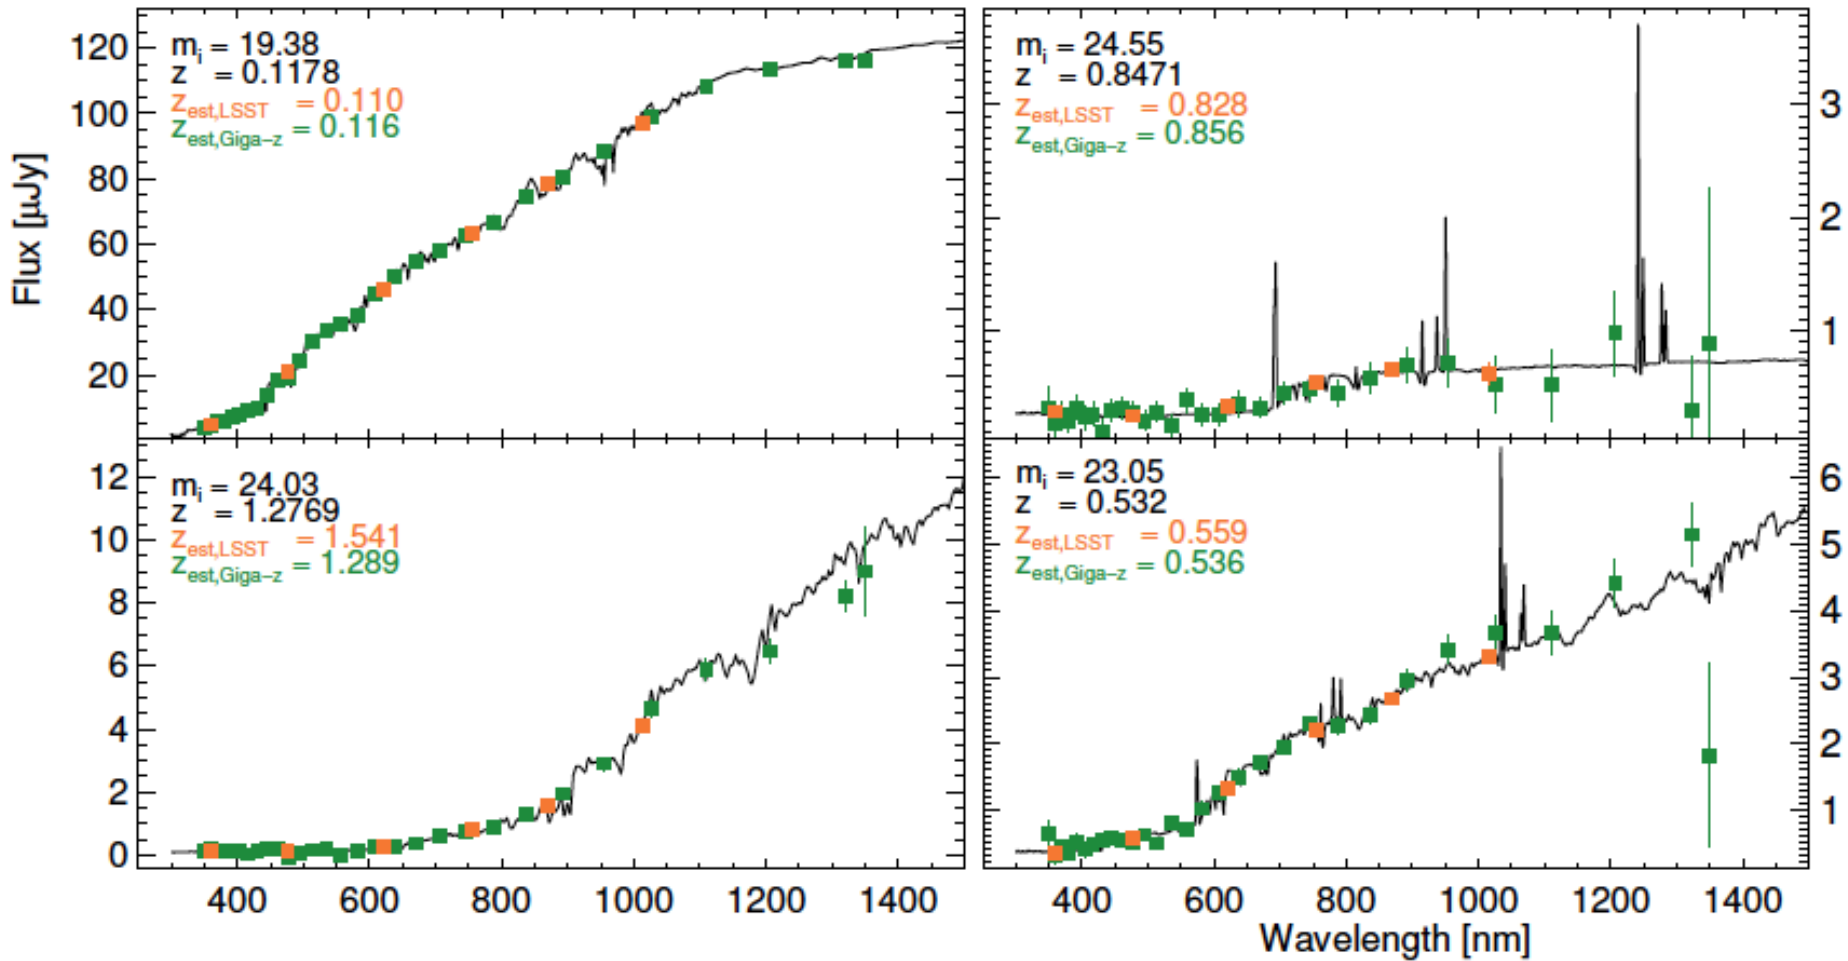 m_i = 19.38
z = 0.1178
z_est,LSST = 0.110
z_est,Giga−z = 0.116
120
100
80
60
40
20
Flux [μJy]
m_i = 24.55
z = 0.8471
z_est,LSST = 0.828
z_est,Giga−z = 0.856
3
2
1
m_i = 24.03
z = 1.2769
z_est,LSST = 1.541
z_est,Giga−z = 1.289
12
10
8
6
4
2
0
400 600 800 1000 1200 1400
m_i = 23.05
z = 0.532
z_est,LSST = 0.559
z_est,Giga−z = 0.536
6
5
4
3
2
1
400 600 800 1000 1200 1400
Wavelength [nm]